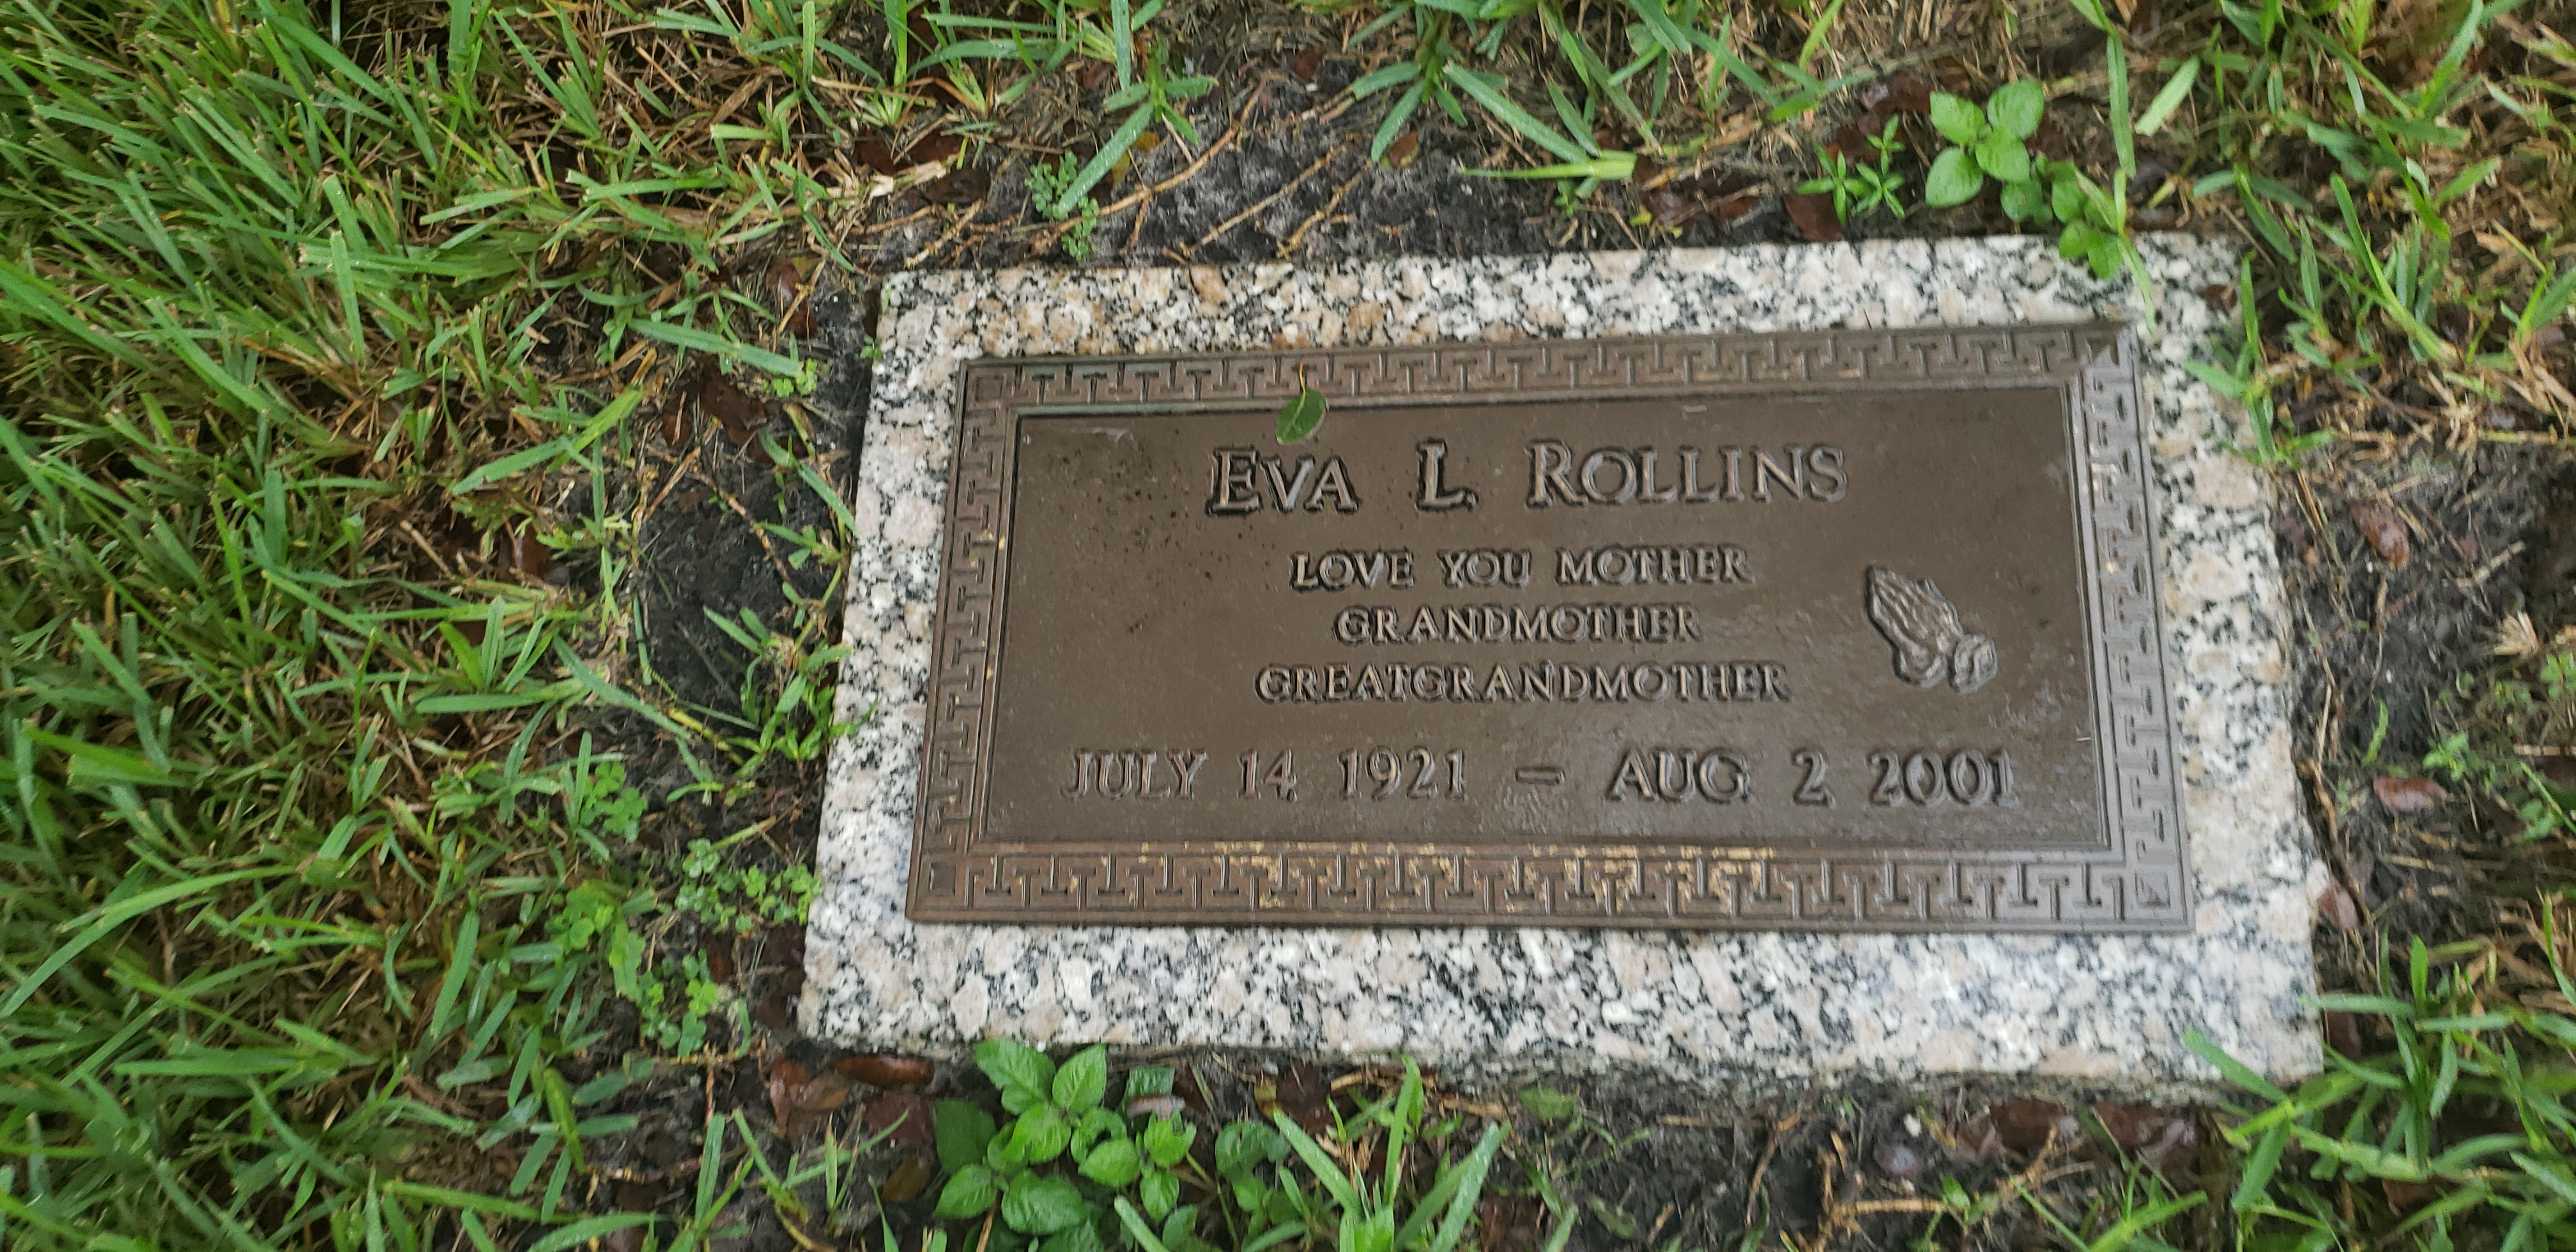 EVA L. ROLLINS
LOVE YOU MOTHER
GRANDMOTHER
GREATGRANDMOTHER
JULY 14 1921 – AUG 2 2001